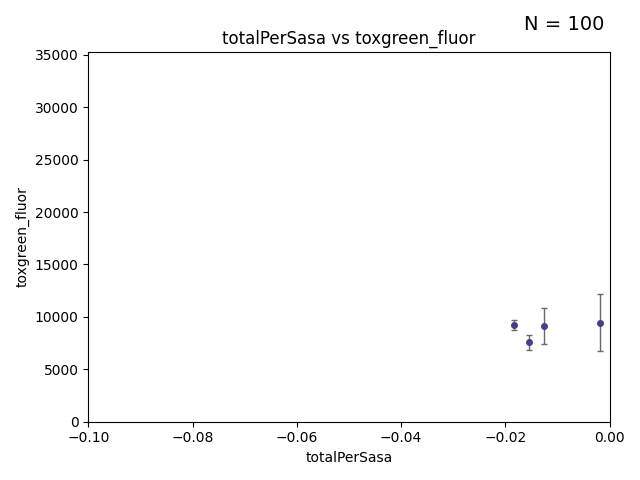 N = 100
totalPerSasa vs toxgreen_fluor
35000
30000
25000
20000
15000
10000
5000
0
toxgreen_fluor
−0.10 −0.08 −0.06 −0.04 −0.02 0.00
totalPerSasa